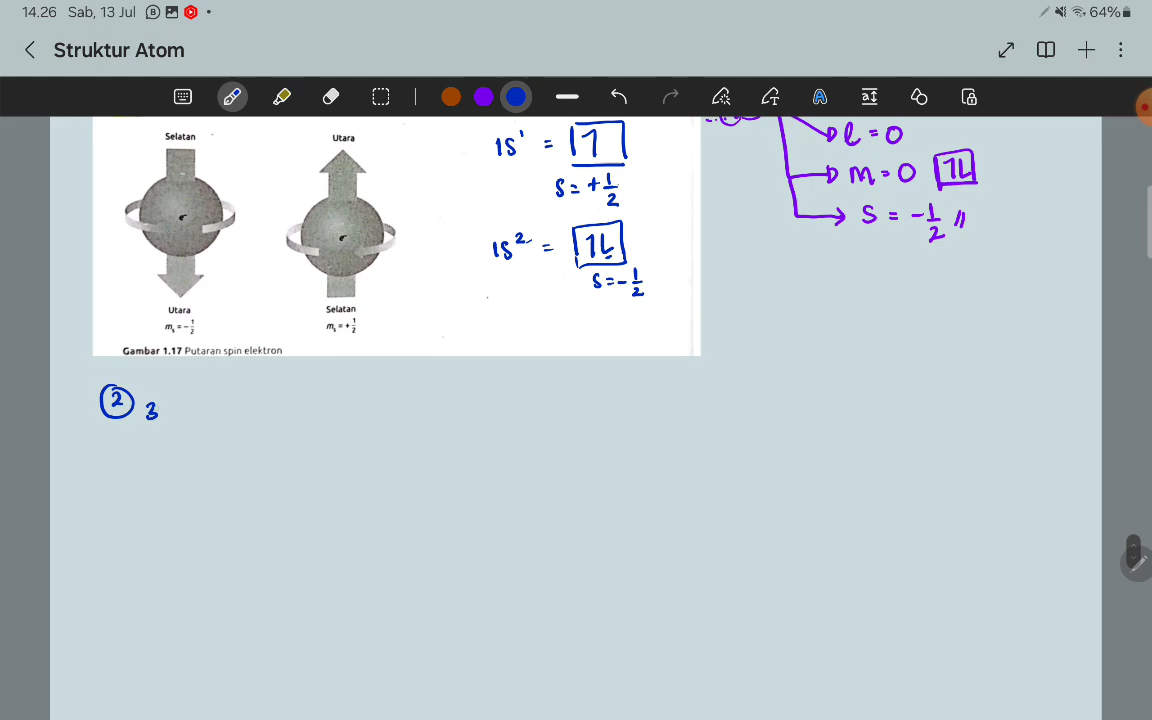 14.26 Sab, 13 Jul 64%
Struktur Atom
Selatan Utara
Utara Selatan
mₛ = -1/2 mₛ = +1/2
Gambar 1.17 Putaran spin elektron
1s¹ = 1
s = +1/2
1s² = 1L
s = -1/2
l = 0
m = 0 1L
s = -1/2 //
② 3